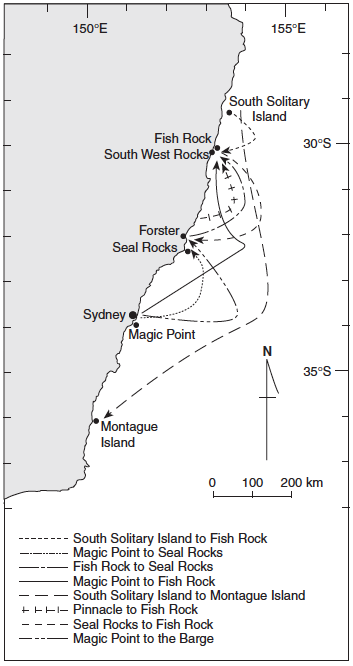 150°E 155°E
South Solitary
Island
Fish Rock
30°S
South West Rocks
Forster
Seal Rocks
Sydney
Magic Point
N
35°S
Montague
Island
0 100 200 km
South Solitary Island to Fish Rock
Magic Point to Seal Rocks
Fish Rock to Seal Rocks
Magic Point to Fish Rock
South Solitary Island to Montague Island
Pinnacle to Fish Rock
Seal Rocks to Fish Rock
Magic Point to the Barge